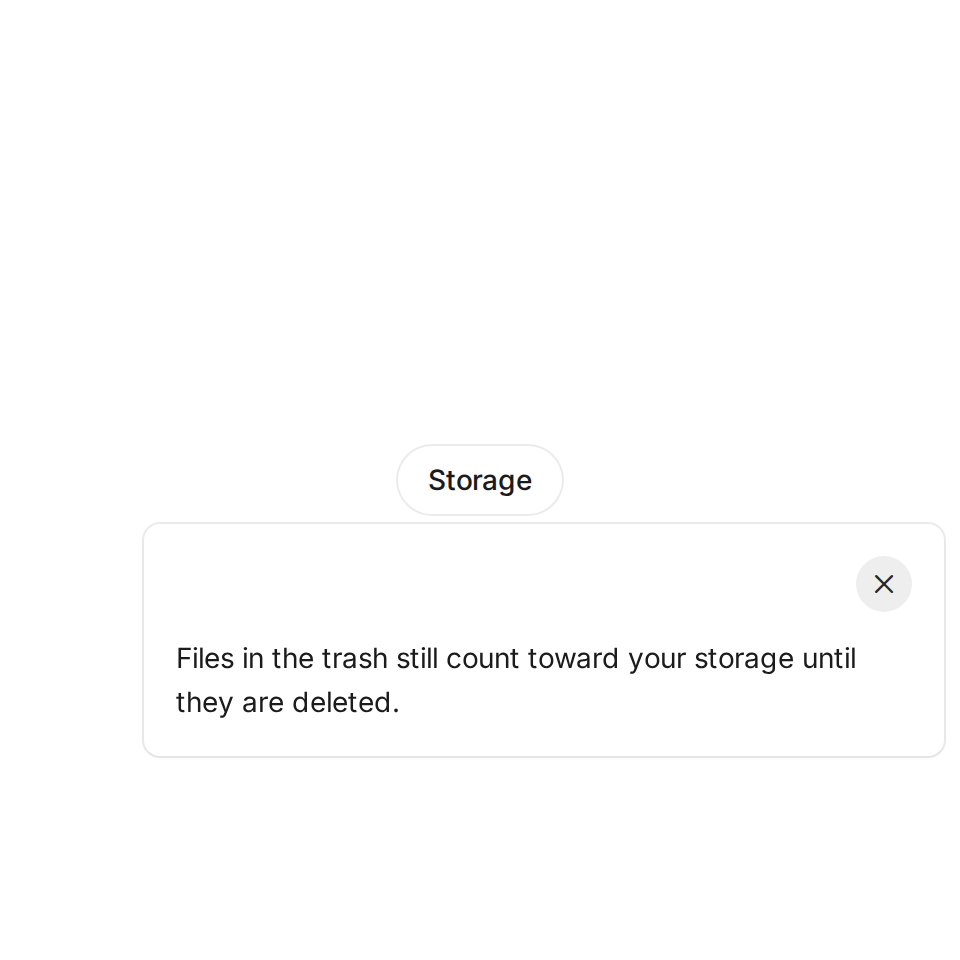 Storage
Files in the trash still count toward your storage until
they are deleted.